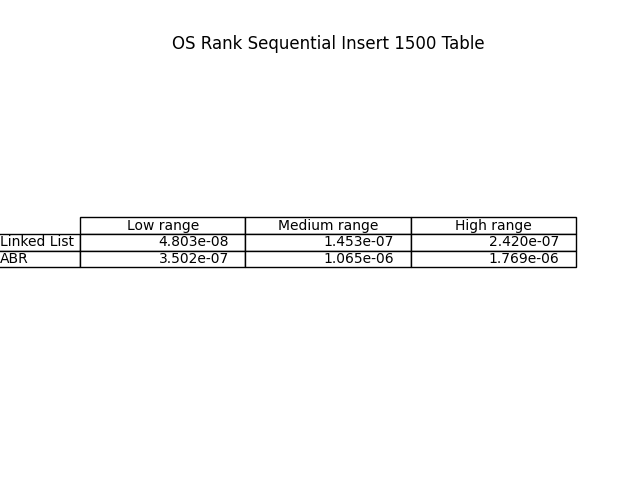 OS Rank Sequential Insert 1500 Table
Low range Medium range High range
Linked List 4.803e-08 1.453e-07 2.420e-07
ABR 3.502e-07 1.065e-06 1.769e-06